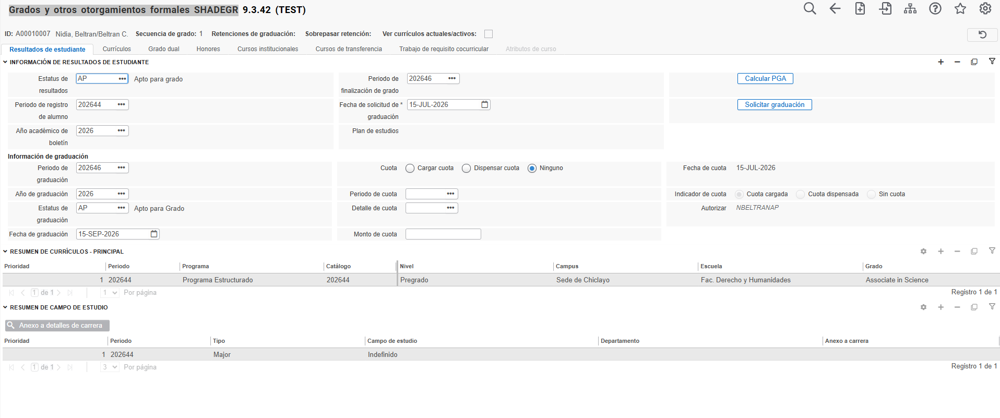 Grados y otros otorgamientos formales SHADEGR 9.3.42 (TEST)
ID: A00010007 Nidia, Beltran/Beltran C. Secuencia de grado: 1 Retenciones de graduación: Sobrepasar retención: Ver currículos actuales/activos:
Resultados de estudiante Currículos Grado dual Honores Cursos institucionales Cursos de transferencia Trabajo de requisito cocurricular Atributos de curso
INFORMACIÓN DE RESULTADOS DE ESTUDIANTE
Estatus de resultados AP ••• Apto para grado Periodo de finalización de grado 202646 ••• Calcular PGA
Periodo de registro de alumno 202644 ••• Fecha de solicitud de * graduación 15-JUL-2026 Solicitar graduación
Año académico de boletín 2026 ••• Plan de estudios
Información de graduación
Periodo de graduación 202646 ••• Cuota Cargar cuota Dispensar cuota Ninguno Fecha de cuota 15-JUL-2026
Año de graduación 2026 ••• Periodo de cuota ••• Indicador de cuota Cuota cargada Cuota dispensada Sin cuota
Estatus de graduación AP ••• Apto para Grado Detalle de cuota ••• Autorizar NBELTRANAP
Fecha de graduación 15-SEP-2026 Monto de cuota
RESUMEN DE CURRÍCULOS - PRINCIPAL
Prioridad Periodo Programa Catálogo Nivel Campus Escuela Grado
1 202644 Programa Estructurado 202644 Pregrado Sede de Chiclayo Fac. Derecho y Humanidades Associate in Science
1 de 1 1 Por página Registro 1 de 1
RESUMEN DE CAMPO DE ESTUDIO
Anexo a detalles de carrera
Prioridad Periodo Tipo Campo de estudio Departamento Anexo a carrera
1 202644 Major Indefinido
1 de 1 3 Por página Registro 1 de 1